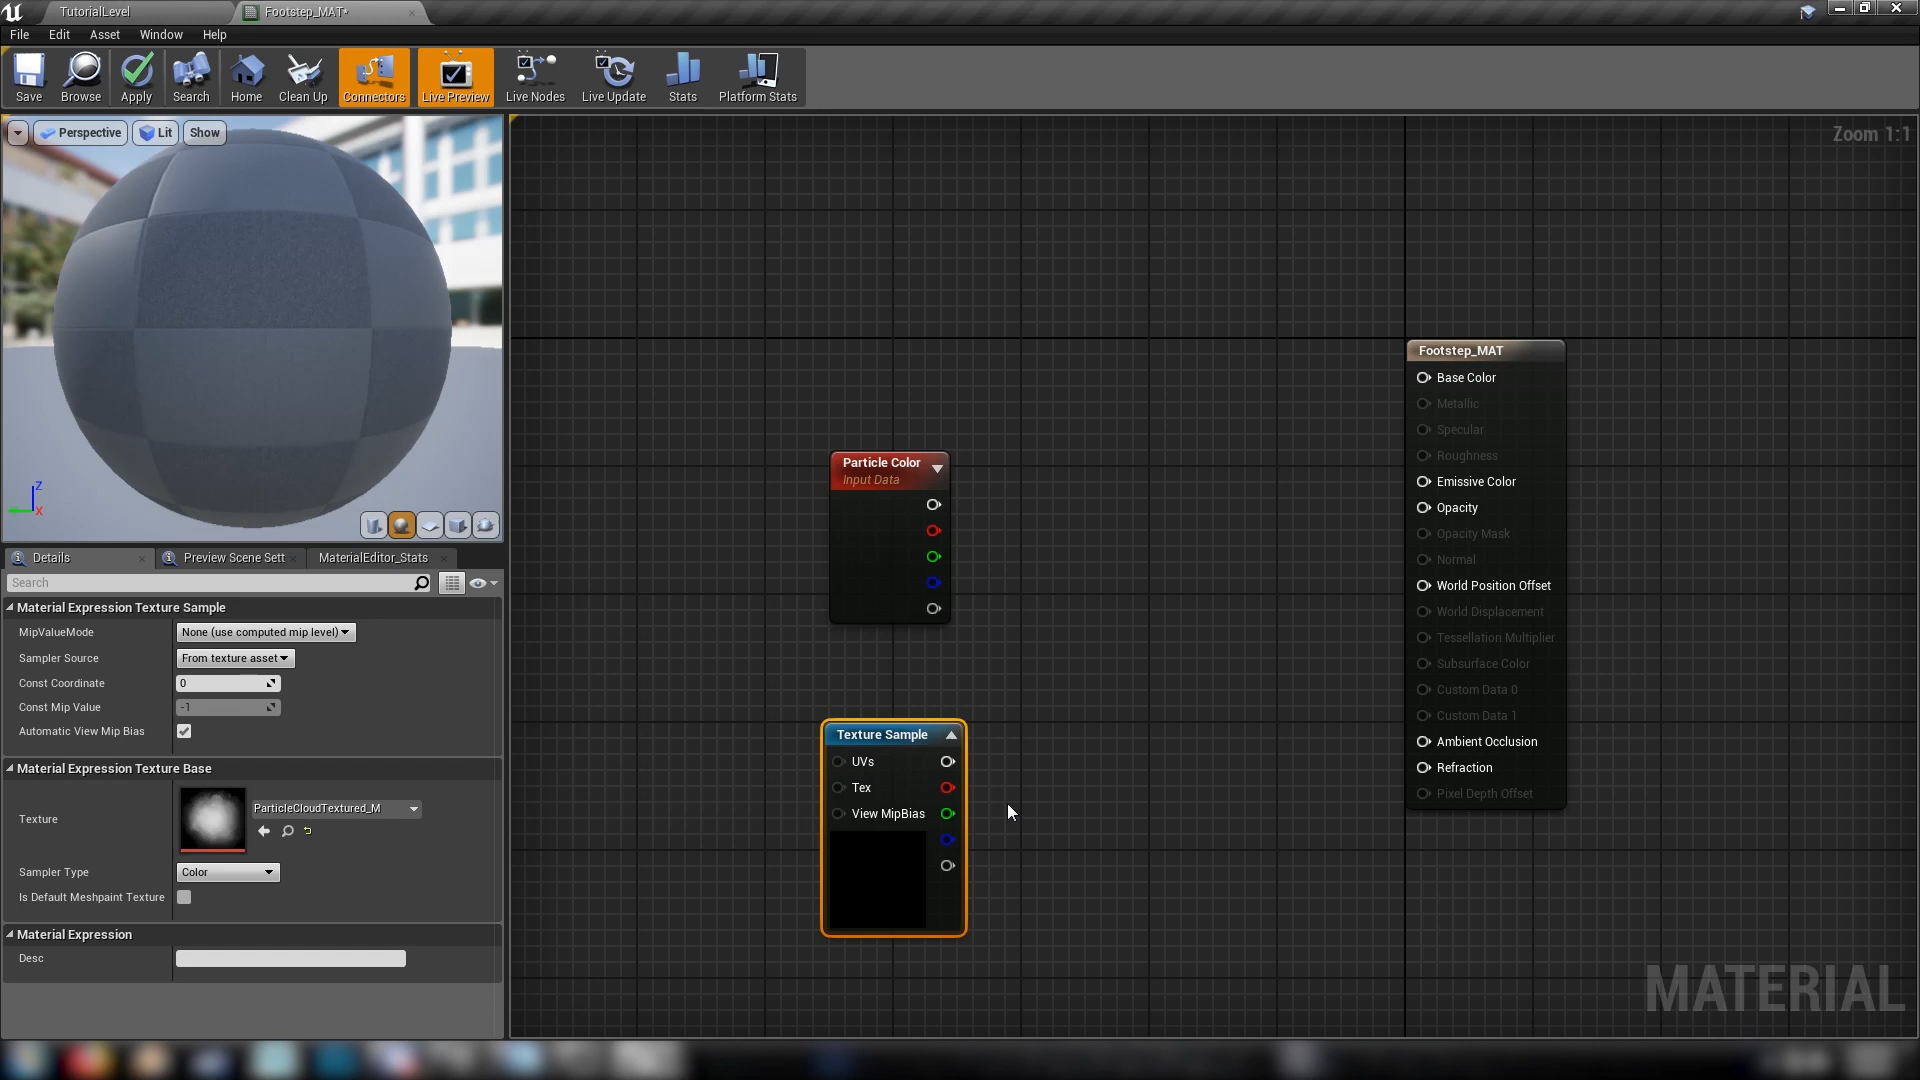 TutorialLevel
Footstep_MAT*
File Edit Asset Window Help
Save Browse Apply Search Home Clean Up Connectors Live Preview Live Nodes Live Update Stats Platform Stats
Perspective Lit Show
Zoom 1:1
Z
X
Details
Preview Scene Sett
MaterialEditor_Stats
Search
Material Expression Texture Sample
MipValueMode None (use computed mip level)
Sampler Source From texture asset
Const Coordinate 0
Const Mip Value -1
Automatic View Mip Bias
Material Expression Texture Base
Texture ParticleCloudTextured_M
Sampler Type Color
Is Default Meshpaint Texture
Material Expression
Desc
Particle Color
Input Data
Texture Sample
UVs
Tex
View MipBias
Footstep_MAT
Base Color
Metallic
Specular
Roughness
Emissive Color
Opacity
Opacity Mask
Normal
World Position Offset
World Displacement
Tessellation Multiplier
Subsurface Color
Custom Data 0
Custom Data 1
Ambient Occlusion
Refraction
Pixel Depth Offset
MATERIAL